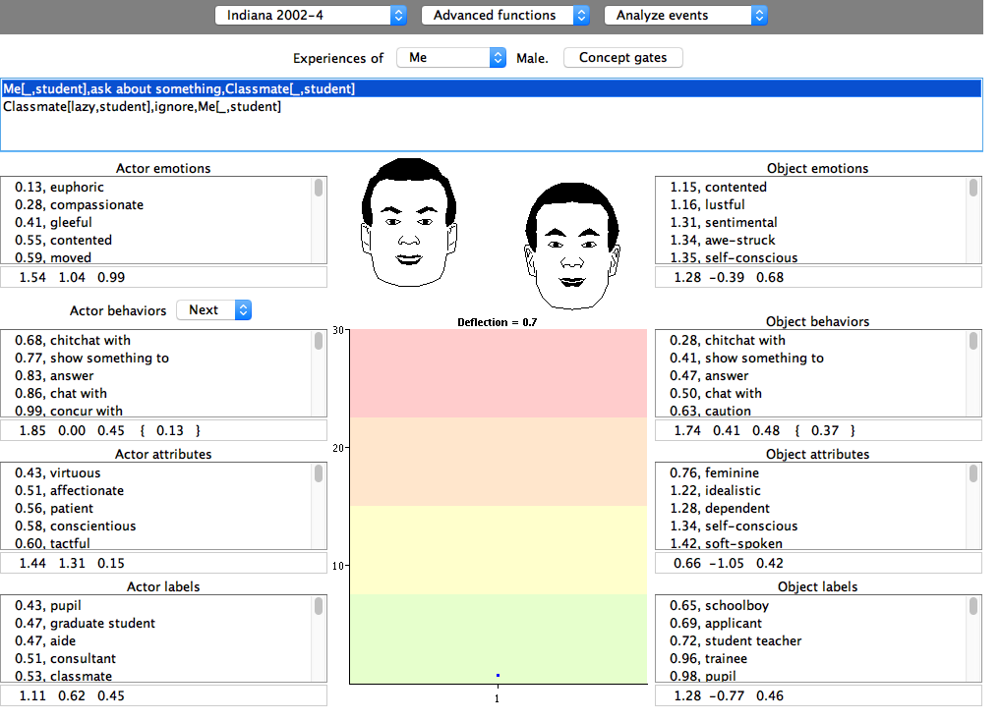 Indiana 2002-4 Advanced functions Analyze events
Experiences of Me Male. Concept gates
Me[_,student],ask about something,Classmate[_,student]
Classmate[lazy,student],ignore,Me[_,student]
Actor emotions
0.13, euphoric
0.28, compassionate
0.41, gleeful
0.55, contented
0.59, moved
1.54 1.04 0.99
Object emotions
1.15, contented
1.16, lustful
1.31, sentimental
1.34, awe-struck
1.35, self-conscious
1.28 -0.39 0.68
Actor behaviors Next
0.68, chitchat with
0.77, show something to
0.83, answer
0.86, chat with
0.99, concur with
1.85 0.00 0.45 { 0.13 }
Object behaviors
0.28, chitchat with
0.41, show something to
0.47, answer
0.50, chat with
0.63, caution
1.74 0.41 0.48 { 0.37 }
Actor attributes
0.43, virtuous
0.51, affectionate
0.56, patient
0.58, conscientious
0.60, tactful
1.44 1.31 0.15
Object attributes
0.76, feminine
1.22, idealistic
1.28, dependent
1.34, self-conscious
1.42, soft-spoken
0.66 -1.05 0.42
Actor labels
0.43, pupil
0.47, graduate student
0.47, aide
0.51, consultant
0.53, classmate
1.11 0.62 0.45
Object labels
0.65, schoolboy
0.69, applicant
0.72, student teacher
0.96, trainee
0.98, pupil
1.28 -0.77 0.46
Deflection = 0.7
30
20
10
1